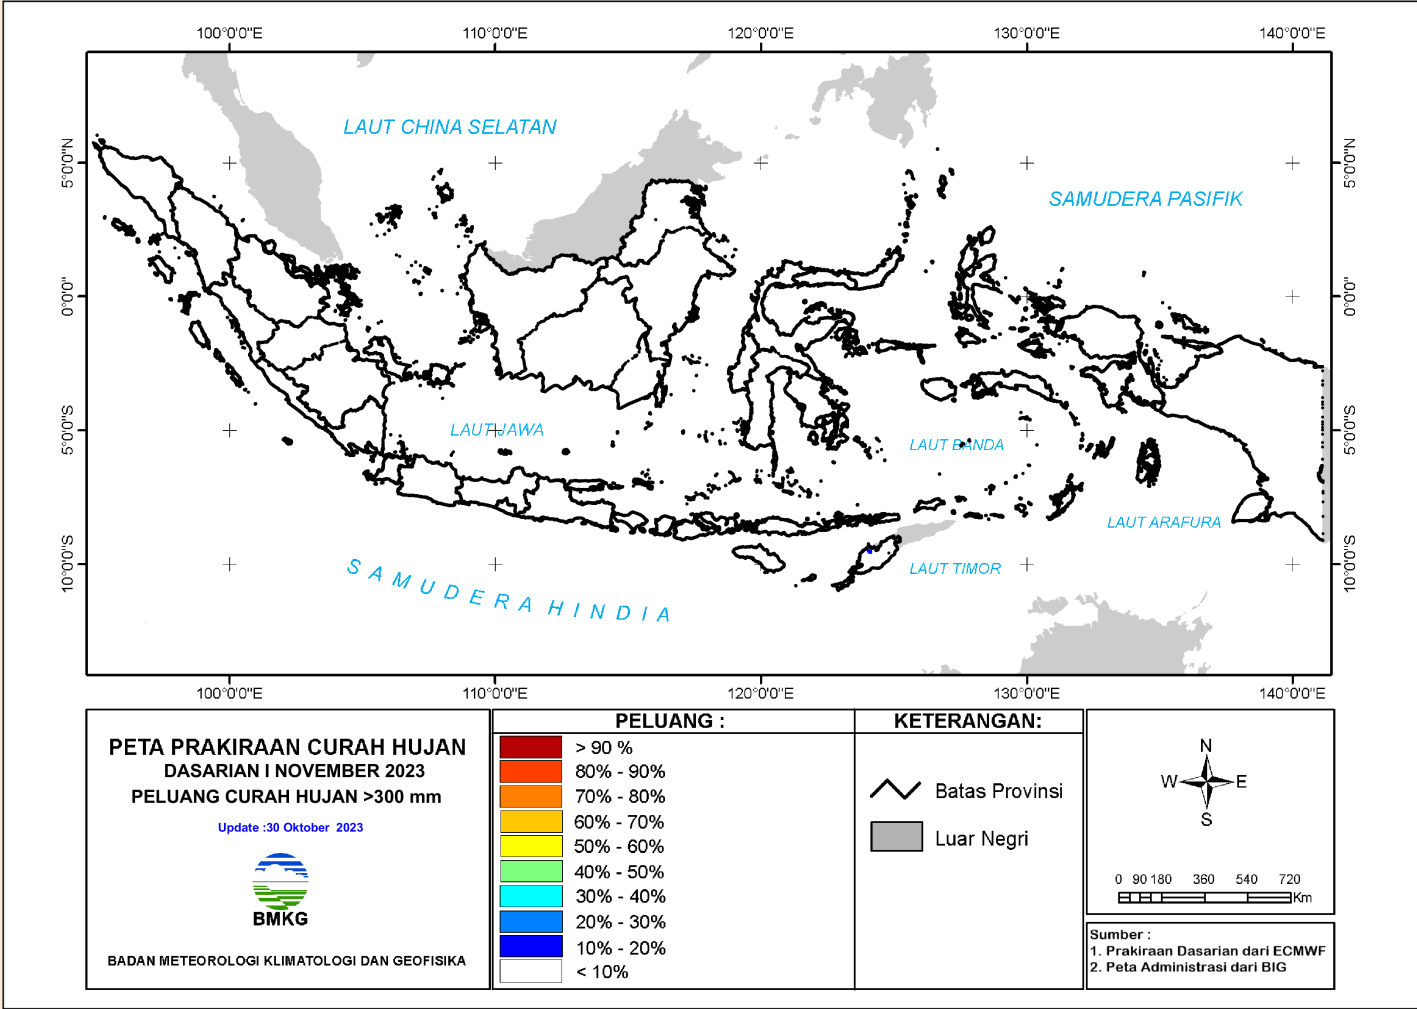 100°0'0"E 110°0'0"E 120°0'0"E 130°0'0"E 140°0'0"E
LAUT CHINA SELATAN
5°0'0"N 5°0'0"N
SAMUDERA PASIFIK
0°0'0" 0°0'0"
LAUT JAWA
5°0'0"S 5°0'0"S
LAUT BANDA
LAUT ARAFURA
10°0'0"S 10°0'0"S
LAUT TIMOR
SAMUDERA HINDIA
100°0'0"E 110°0'0"E 120°0'0"E 130°0'0"E 140°0'0"E
PETA PRAKIRAAN CURAH HUJAN
DASARIAN I NOVEMBER 2023
PELUANG CURAH HUJAN >300 mm
Update :30 Oktober 2023
BMKG
BADAN METEOROLOGI KLIMATOLOGI DAN GEOFISIKA
PELUANG :
> 90 %
80% - 90%
70% - 80%
60% - 70%
50% - 60%
40% - 50%
30% - 40%
20% - 30%
10% - 20%
< 10%
KETERANGAN:
Batas Provinsi
Luar Negri
N
W E
S
0 90 180 360 540 720
Km
Sumber :
1. Prakiraan Dasarian dari ECMWF
2. Peta Administrasi dari BIG